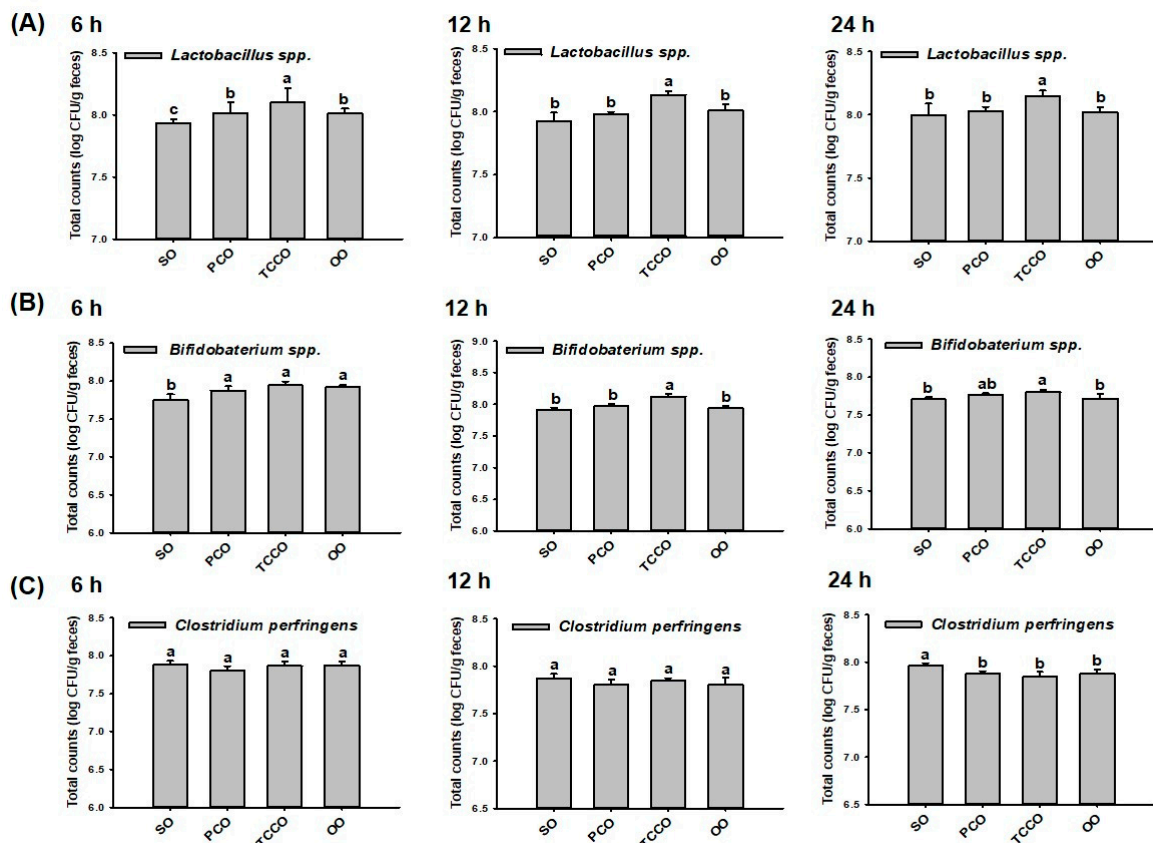 (A) 6 h 12 h 24 h
Lactobacillus spp. Lactobacillus spp. Lactobacillus spp.
Total counts (log CFU/g feces) Total counts (log CFU/g feces) Total counts (log CFU/g feces)
8.5 8.5 8.5
c b a b b b a b b b a b
8.0 8.0 8.0
7.5 7.5 7.5
7.0 7.0 7.0
SO PCO TCCO OO SO PCO TCCO OO SO PCO TCCO OO
(B) 6 h 12 h 24 h
Bifidobaterium spp. Bifidobaterium spp. Bifidobaterium spp.
Total counts (log CFU/g feces) Total counts (log CFU/g feces) Total counts (log CFU/g feces)
8.5 9.0 8.5
b a a a b b a b b ab a b
8.0 8.5 8.0
7.5 8.0 7.5
7.0 7.5 7.0
6.5 7.0 6.5
6.0 6.5 6.0
6.0
SO PCO TCCO OO SO PCO TCCO OO SO PCO TCCO OO
(C) 6 h 12 h 24 h
Clostridium perfringens Clostridium perfringens Clostridium perfringens
Total counts (log CFU/g feces) Total counts (log CFU/g feces) Total counts (log CFU/g feces)
8.5 8.5 8.5
a a a a a a a a a b b b
8.0 8.0 8.0
7.5 7.5 7.5
7.0 7.0 7.0
6.5 6.5 6.5
6.0
SO PCO TCCO OO SO PCO TCCO OO SO PCO TCCO OO